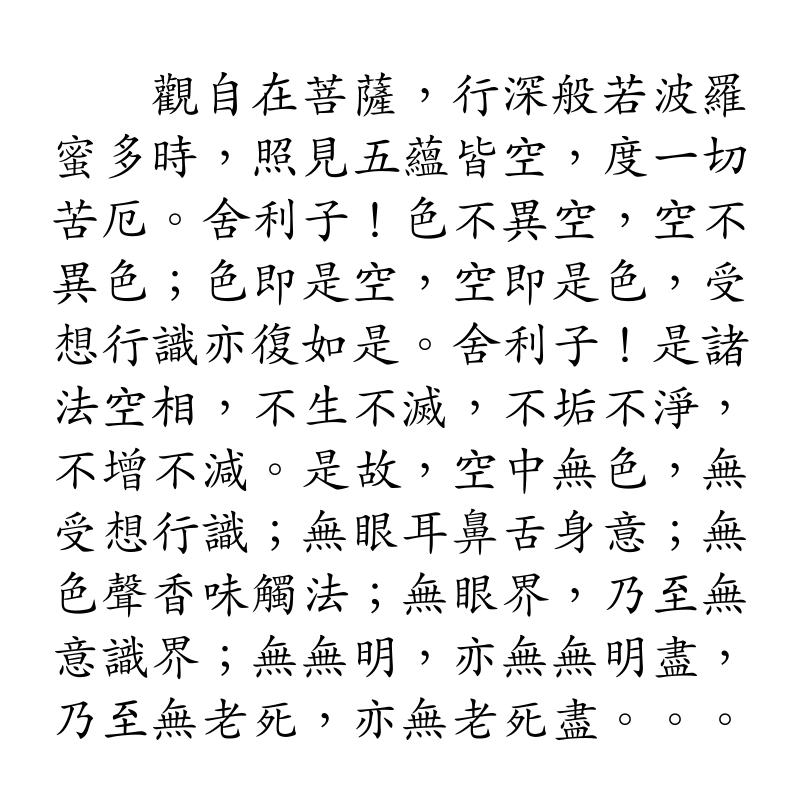 觀自在菩薩，行深般若波羅
蜜多時，照見五蘊皆空，度一切
苦厄。舍利子！色不異空，空不
異色；色即是空，空即是色，受
想行識亦復如是。舍利子！是諸
法空相，不生不滅，不垢不淨，
不增不減。是故，空中無色，無
受想行識；無眼耳鼻舌身意；無
色聲香味觸法；無眼界，乃至無
意識界；無無明，亦無無明盡，
乃至無老死，亦無老死盡。。。